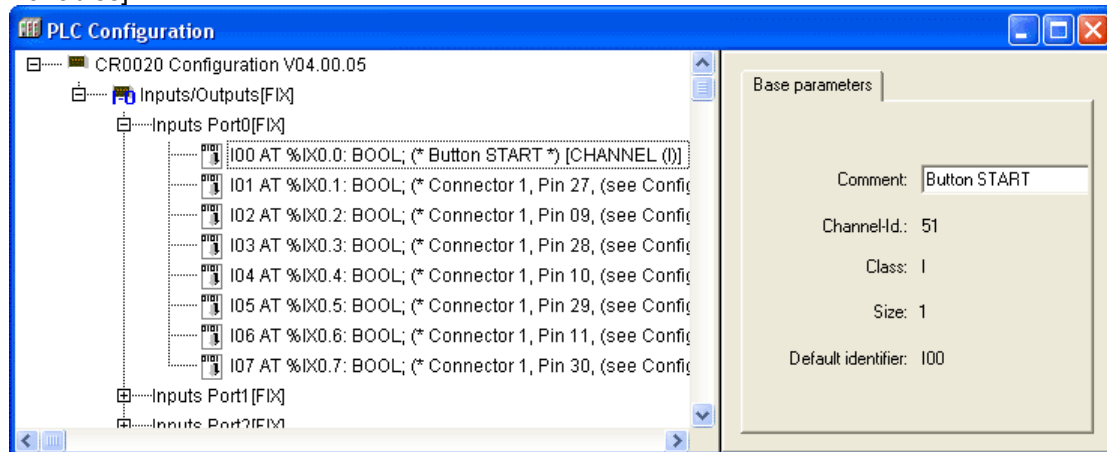 PLC Configuration
CR0020 Configuration V04.00.05
Inputs/Outputs[FIX]
Inputs Port0[FIX]
I00 AT %IX0.0: BOOL; (* Button START *) [CHANNEL (I)]
I01 AT %IX0.1: BOOL; (* Connector 1, Pin 27, (see Config
I02 AT %IX0.2: BOOL; (* Connector 1, Pin 09, (see Config
I03 AT %IX0.3: BOOL; (* Connector 1, Pin 28, (see Config
I04 AT %IX0.4: BOOL; (* Connector 1, Pin 10, (see Config
I05 AT %IX0.5: BOOL; (* Connector 1, Pin 29, (see Config
I06 AT %IX0.6: BOOL; (* Connector 1, Pin 11, (see Config
I07 AT %IX0.7: BOOL; (* Connector 1, Pin 30, (see Config
Inputs Port1[FIX]
Inputs Port2[FIX]
Base parameters
Comment: Button START
Channel-Id.: 51
Class: I
Size: 1
Default identifier: I00